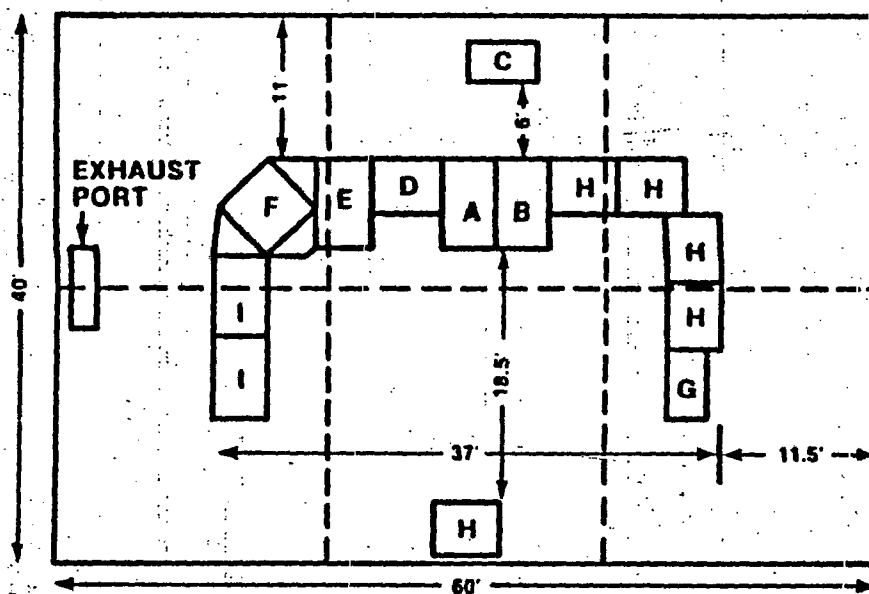 C
11
6'
EXHAUST
PORT
F
E
D
A
B
H
H
H
I
H
I
G
40'
18.5'
37'
11.5'
H
60'